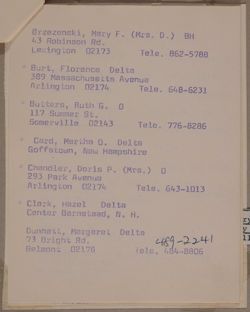 Brzezenski, Mary F. (Mrs. D.) BH
43 Robinson Rd.
Lexington 02173 Tele. 862-5788
Burt, Florence Delta
389 Massachusetts Avenue
Arlington 02174 Tele. 648-6231
Butters, Ruth G. O
117 Summer St.
Somerville 02143 Tele. 776-8286
Card, Martha O. Delta
Goffstown, New Hampshire
Chandler, Doris P. (Mrs.) O
293 Park Avenue
Arlington 02174 Tele. 643-1013
Clark, Hazel Delta
Center Barnstead, N. H.
Dunnett, Margaret Delta 489-2241
73 Bright Rd.
Belmont 02178 Tele. 484-8806